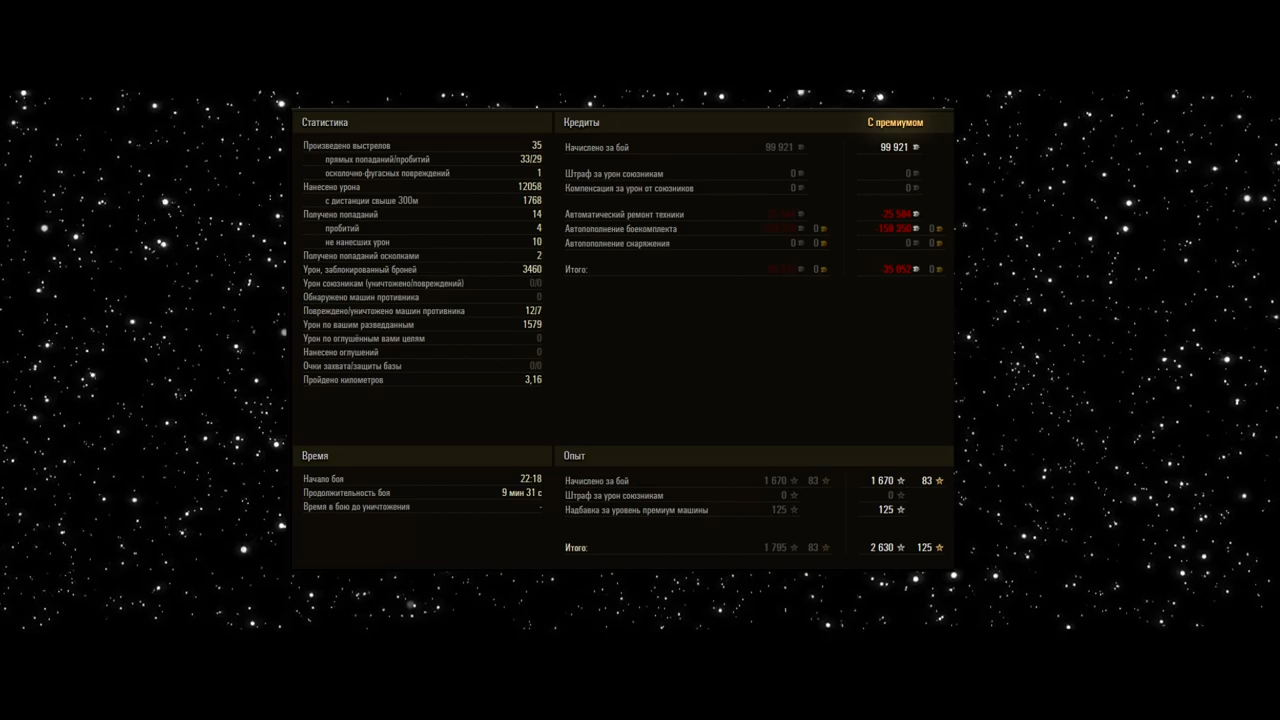 Статистика
Произведено выстрелов 35
прямых попаданий/пробитий 33/29
осколочно-фугасных повреждений 1
Нанесено урона 12058
с дистанции свыше 300м 1768
Получено попаданий 14
пробитий 4
не нанесших урон 10
Получено попаданий осколками 2
Урон, заблокированный броней 3460
Урон союзникам (уничтожено/повреждений) 0/0
Обнаружено машин противника 0
Повреждено/уничтожено машин противника 12/7
Урон по вашим разведданным 1579
Урон по оглушённым вами целям 0
Нанесено оглушений 0
Очки захвата/защиты базы 0/0
Пройдено километров 3,16
Кредиты С премиумом
Начислено за бой 99 921 99 921
Штраф за урон союзникам 0 0
Компенсация за урон от союзников 0 0
Автоматический ремонт техники
Автопополнение боекомплекта 0 0
Автопополнение снаряжения 0 0 0 0
Итого: 0 0
Время
Начало боя 22:18
Продолжительность боя 9 мин 31 с
Время в бою до уничтожения -
Опыт
Начислено за бой 1 670 83 1 670 83
Штраф за урон союзникам 0 0
Надбавка за уровень премиум машины 125 125
Итого: 1 795 83 2 630 125